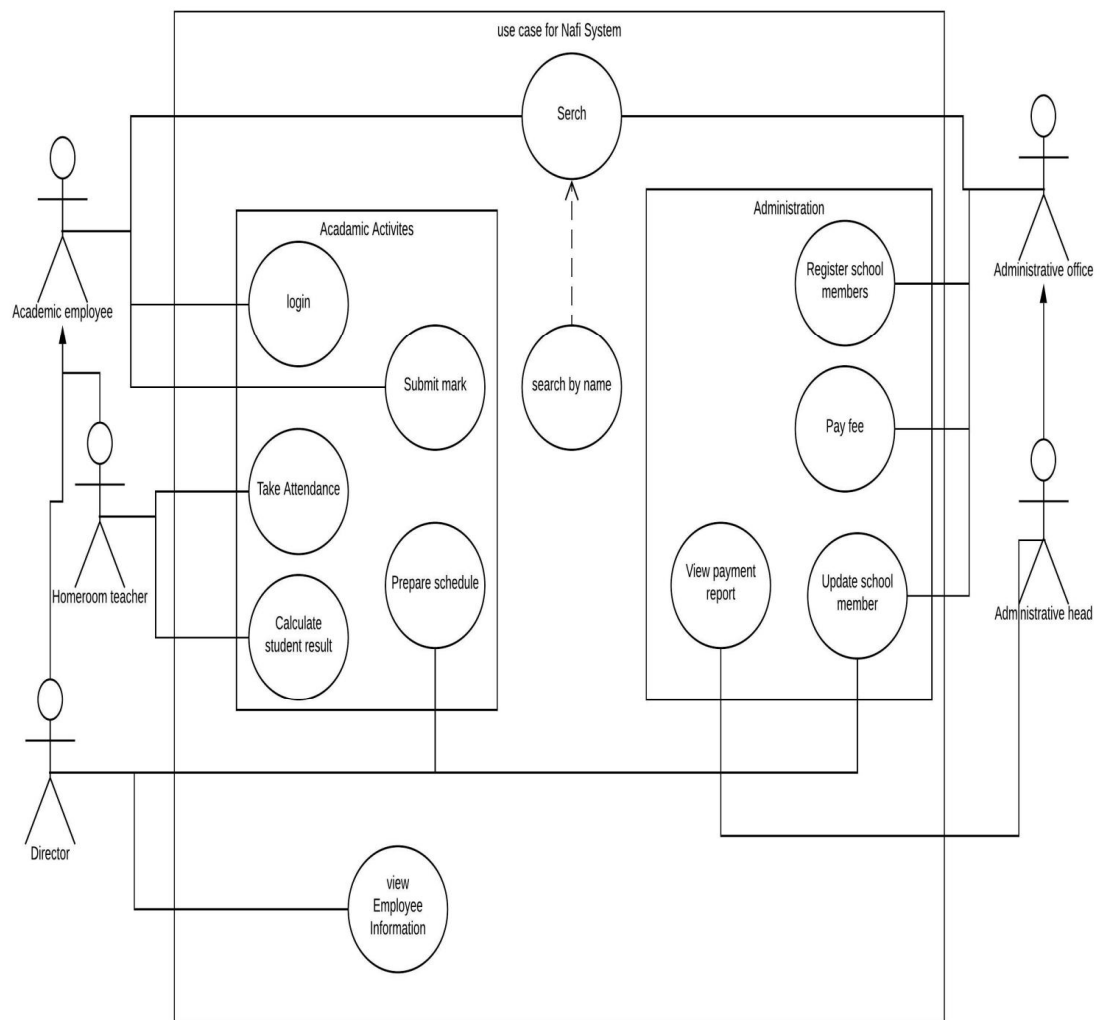 use case for Nafi System
Serch
Acadamic Activites
Administration
login
Register school
members
Academic employee
Administrative office
Submit mark
search by name
Pay fee
Take Attendance
Homeroom teacher
Prepare schedule
View payment
report
Update school
member
Administrative head
Calculate
student result
Director
view
Employee
Information